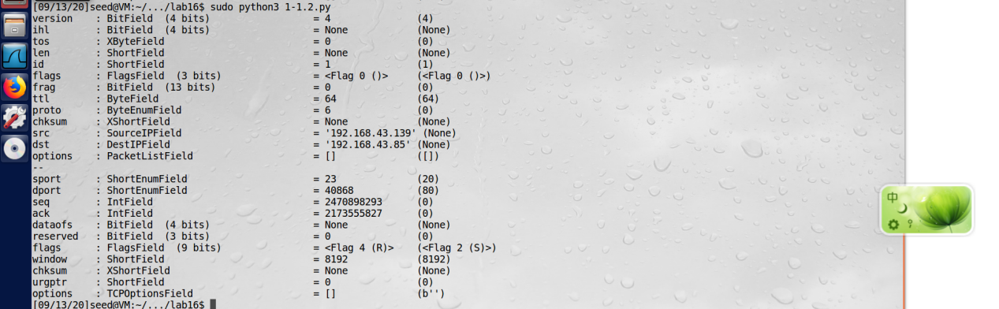 [09/13/20]seed@VM:~/.../lab16$ sudo python3 1-1.2.py
version    : BitField  (4 bits)                  = 4               (4)
ihl        : BitField  (4 bits)                  = None            (None)
tos        : XByteField                          = 0               (0)
len        : ShortField                          = None            (None)
id         : ShortField                          = 1               (1)
flags      : FlagsField  (3 bits)                = <Flag 0 ()>     (<Flag 0 ()>)
frag       : BitField  (13 bits)                 = 0               (0)
ttl        : ByteField                           = 64              (64)
proto      : ByteEnumField                       = 6               (0)
chksum     : XShortField                         = None            (None)
src        : SourceIPField                       = '192.168.43.139' (None)
dst        : DestIPField                         = '192.168.43.85' (None)
options    : PacketListField                     = []              ([])
--
sport      : ShortEnumField                      = 23              (20)
dport      : ShortEnumField                      = 40868           (80)
seq        : IntField                            = 2470898293      (0)
ack        : IntField                            = 2173555827      (0)
dataofs    : BitField  (4 bits)                  = None            (None)
reserved   : BitField  (3 bits)                  = 0               (0)
flags      : FlagsField  (9 bits)                = <Flag 4 (R)>    (<Flag 2 (S)>)
window     : ShortField                          = 8192            (8192)
chksum     : XShortField                         = None            (None)
urgptr     : ShortField                          = 0               (0)
options    : TCPOptionsField                     = []              (b'')
[09/13/20]seed@VM:~/.../lab16$
中